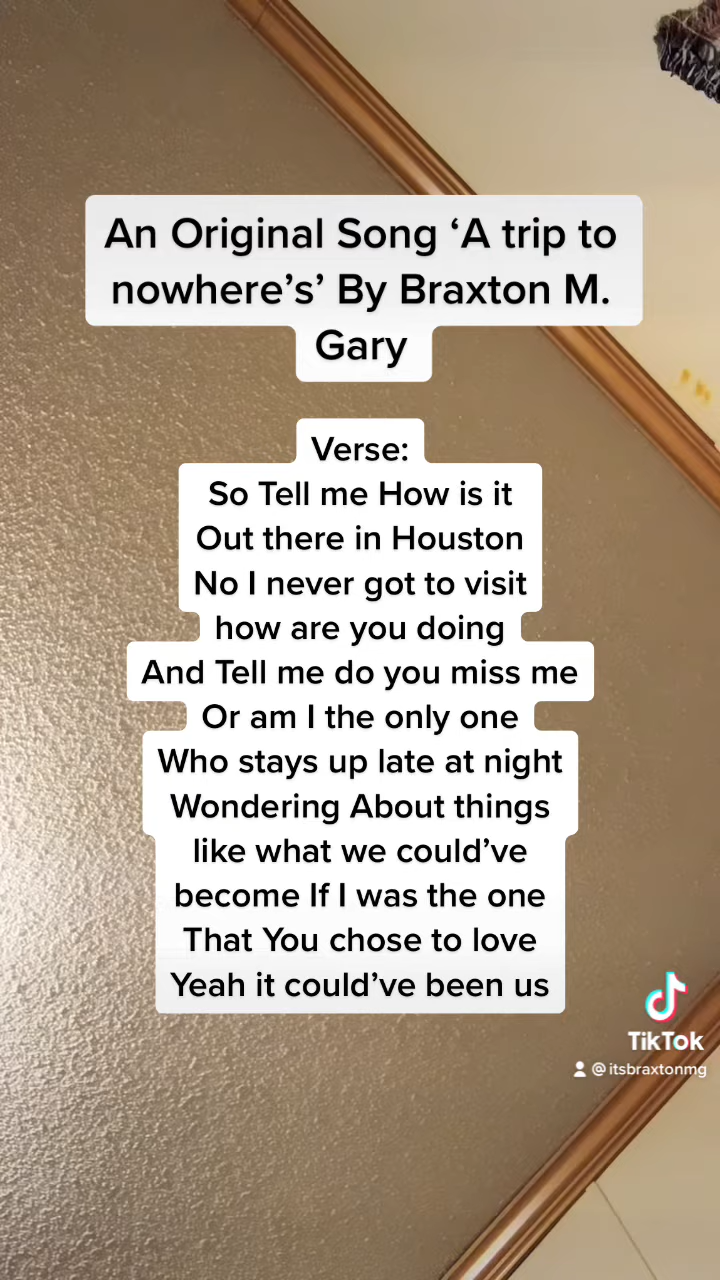 An Original Song ‘A trip to
nowhere’s’ By Braxton M.
Gary
Verse:
So Tell me How is it
Out there in Houston
No I never got to visit
how are you doing
And Tell me do you miss me
Or am I the only one
Who stays up late at night
Wondering About things
like what we could’ve
become If I was the one
That You chose to love
Yeah it could’ve been us
TikTok
@itsbraxtonmg